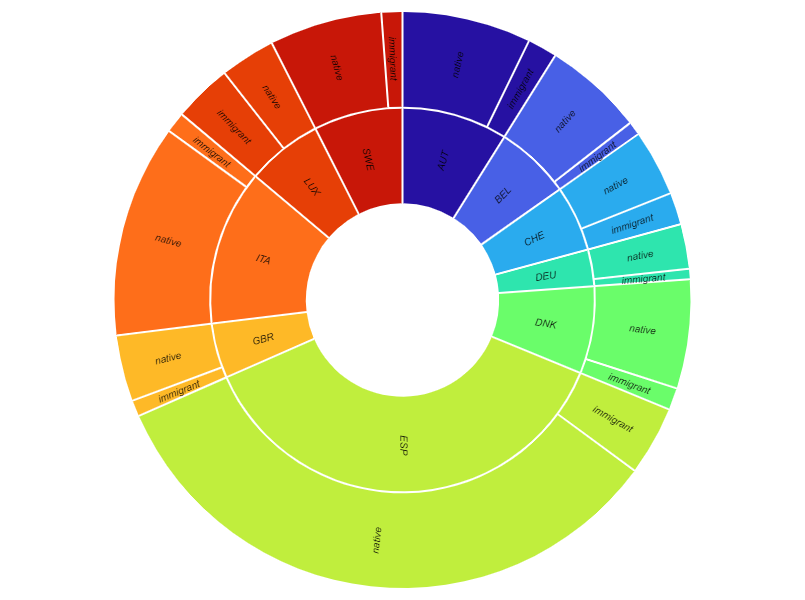 AUT
native
immigrant
BEL
native
immigrant
CHE
native
immigrant
DEU
native
immigrant
DNK
native
immigrant
ESP
immigrant
native
GBR
immigrant
native
ITA
native
immigrant
LUX
immigrant
native
SWE
native
immigrant